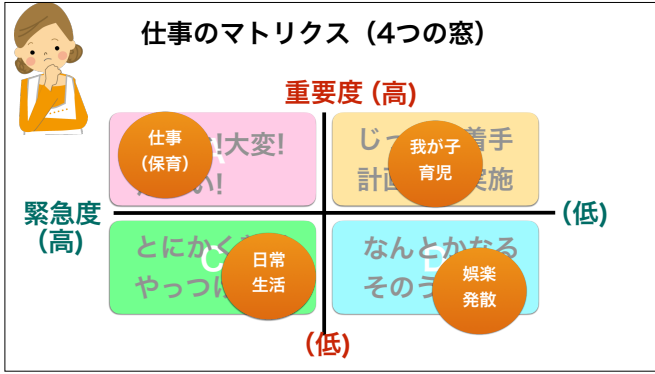 仕事のマトリクス（4つの窓）
重要度（高）
仕事
（保育）
!大変!
い!
じっ
着手
計画
実施
我が子
育児
緊急度
（高）
（低）
とにかく
やっつけ
C
日常
生活
なんとかなる
そのう
娯楽
発散
（低）